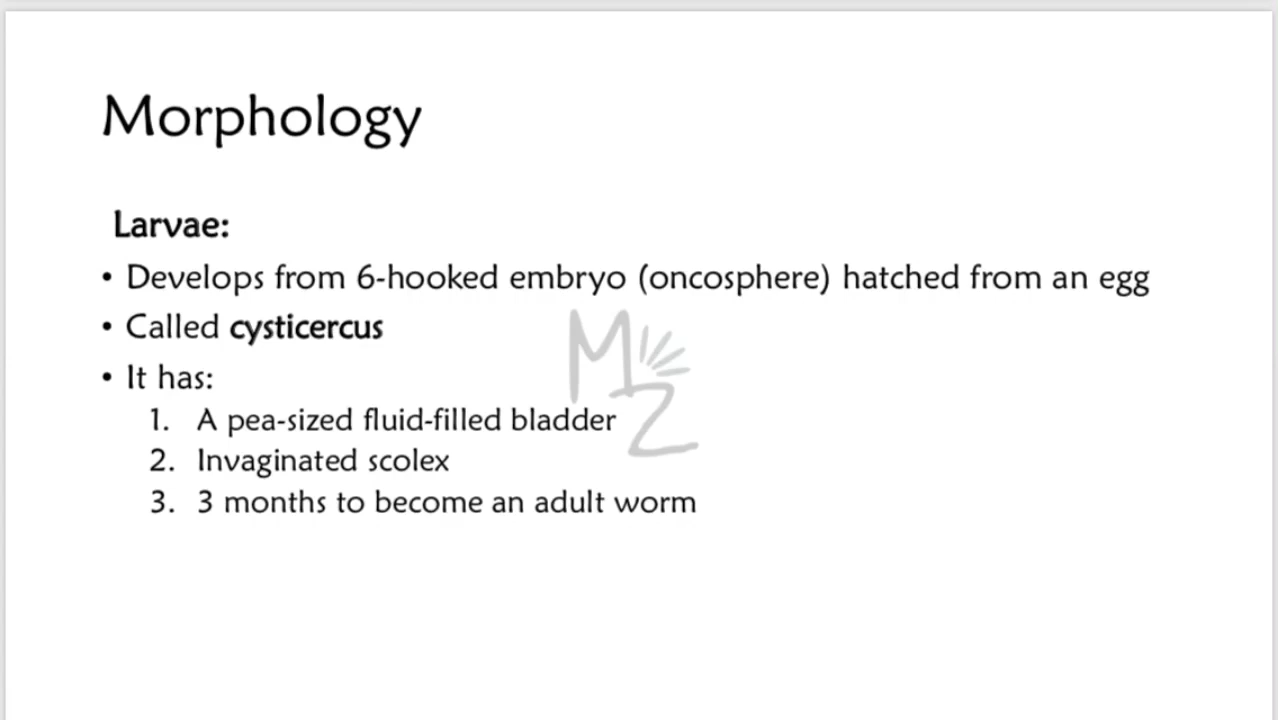 Morphology
Larvae:
• Develops from 6-hooked embryo (oncosphere) hatched from an egg
• Called cysticercus
• It has:
1. A pea-sized fluid-filled bladder
2. Invaginated scolex
3. 3 months to become an adult worm
MZ